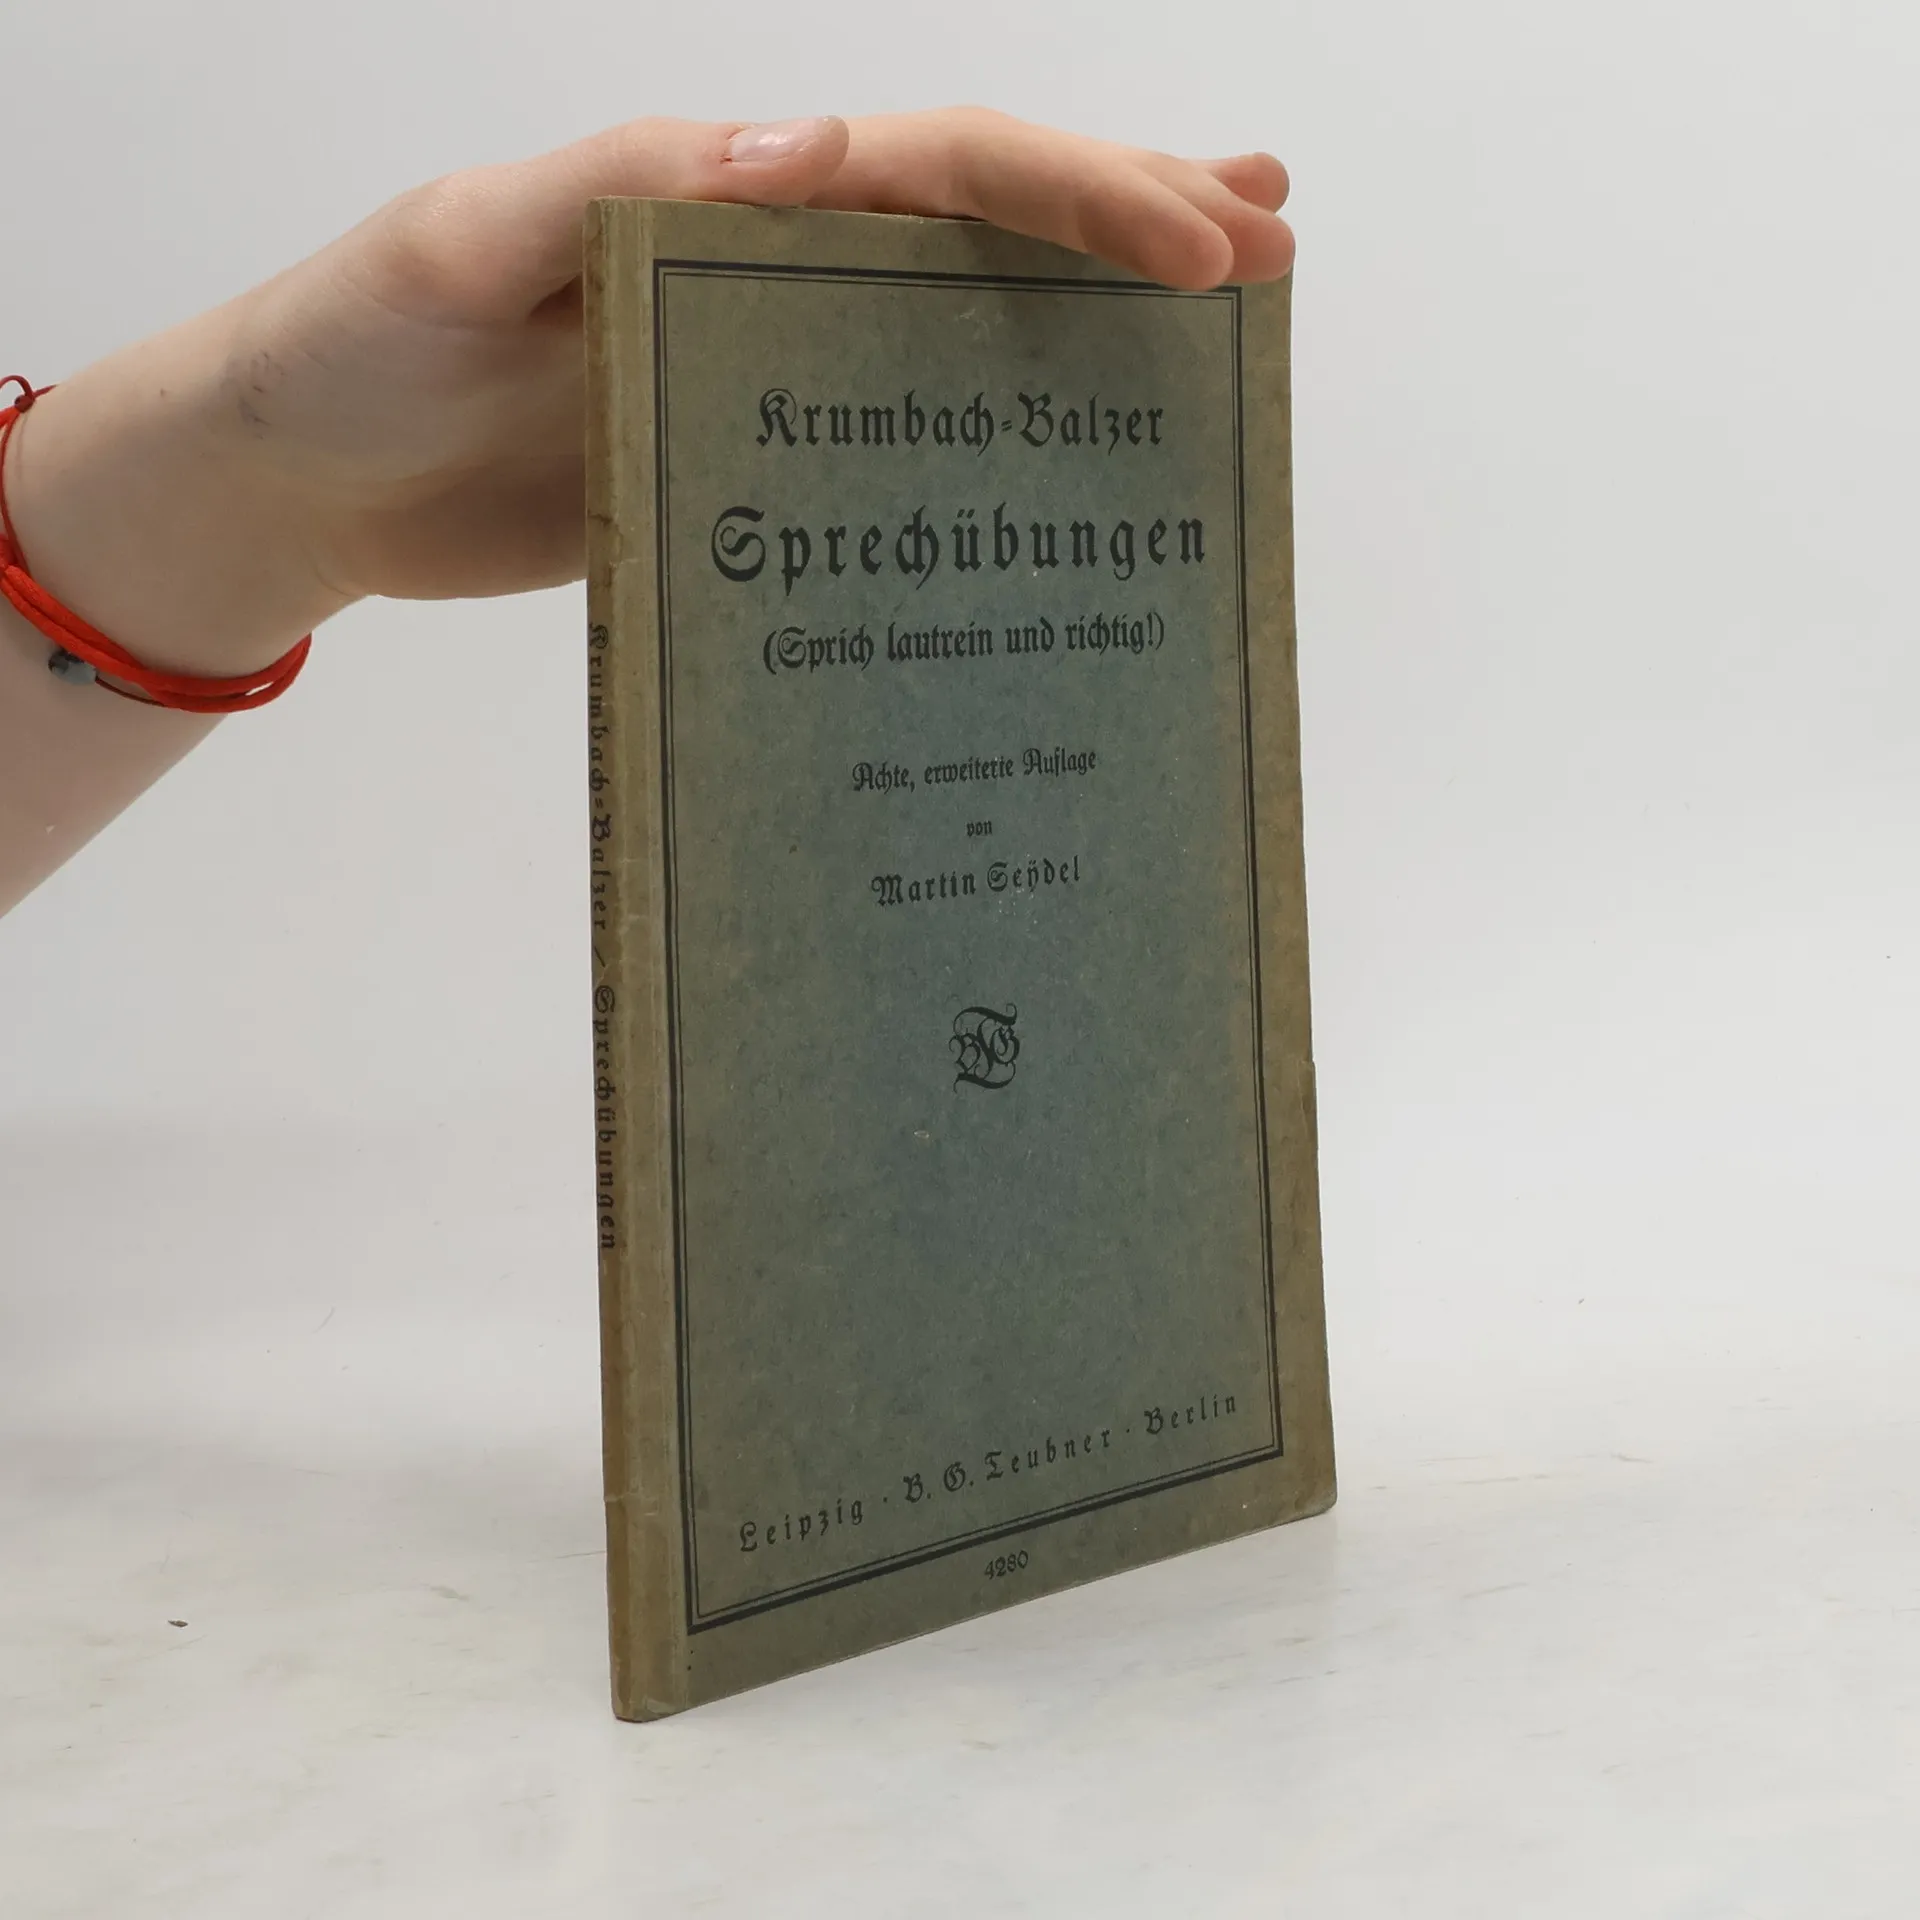 Krumbach-Balzer
Sprechübungen
(Sprich lautrein und richtig!)
Achte, erweiterte Auflage
von
Martin Seÿdel
BGT
Leipzig · B. G. Teubner · Berlin
4280
Krumbach-Balzer / Sprechübungen